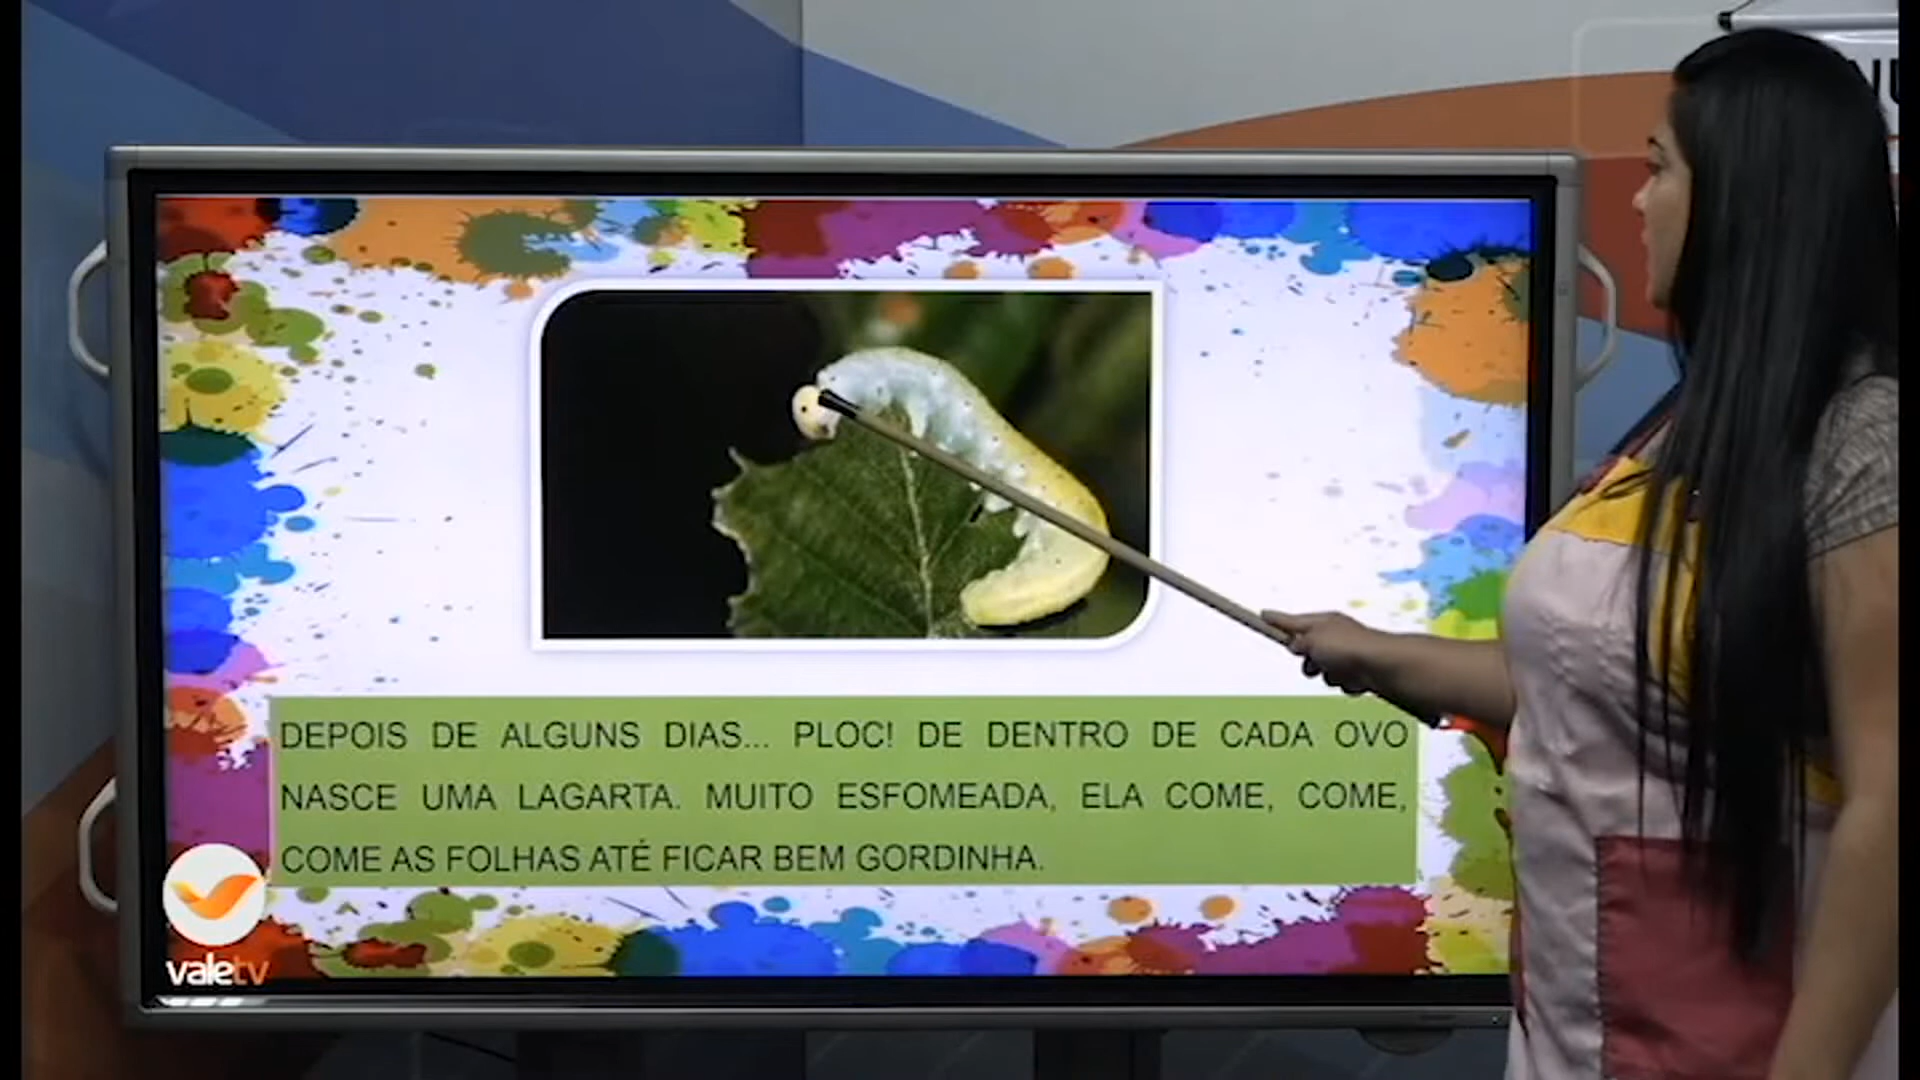 DEPOIS DE ALGUNS DIAS... PLOC! DE DENTRO DE CADA OVO
NASCE UMA LAGARTA. MUITO ESFOMEADA, ELA COME, COME,
COME AS FOLHAS ATÉ FICAR BEM GORDINHA.
valetv